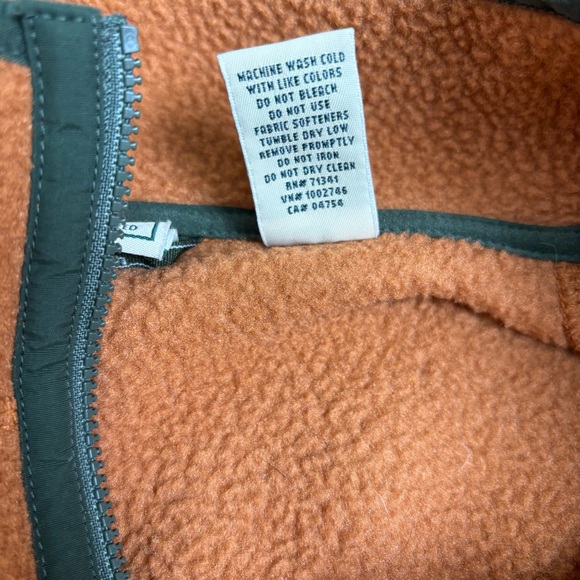 MACHINE WASH COLD
WITH LIKE COLORS
DO NOT BLEACH
DO NOT USE
FABRIC SOFTENERS
TUMBLE DRY LOW
REMOVE PROMPTLY
DO NOT IRON
DO NOT DRY CLEAN
RN# 71341
VN# 1002746
CA# 04754
ED